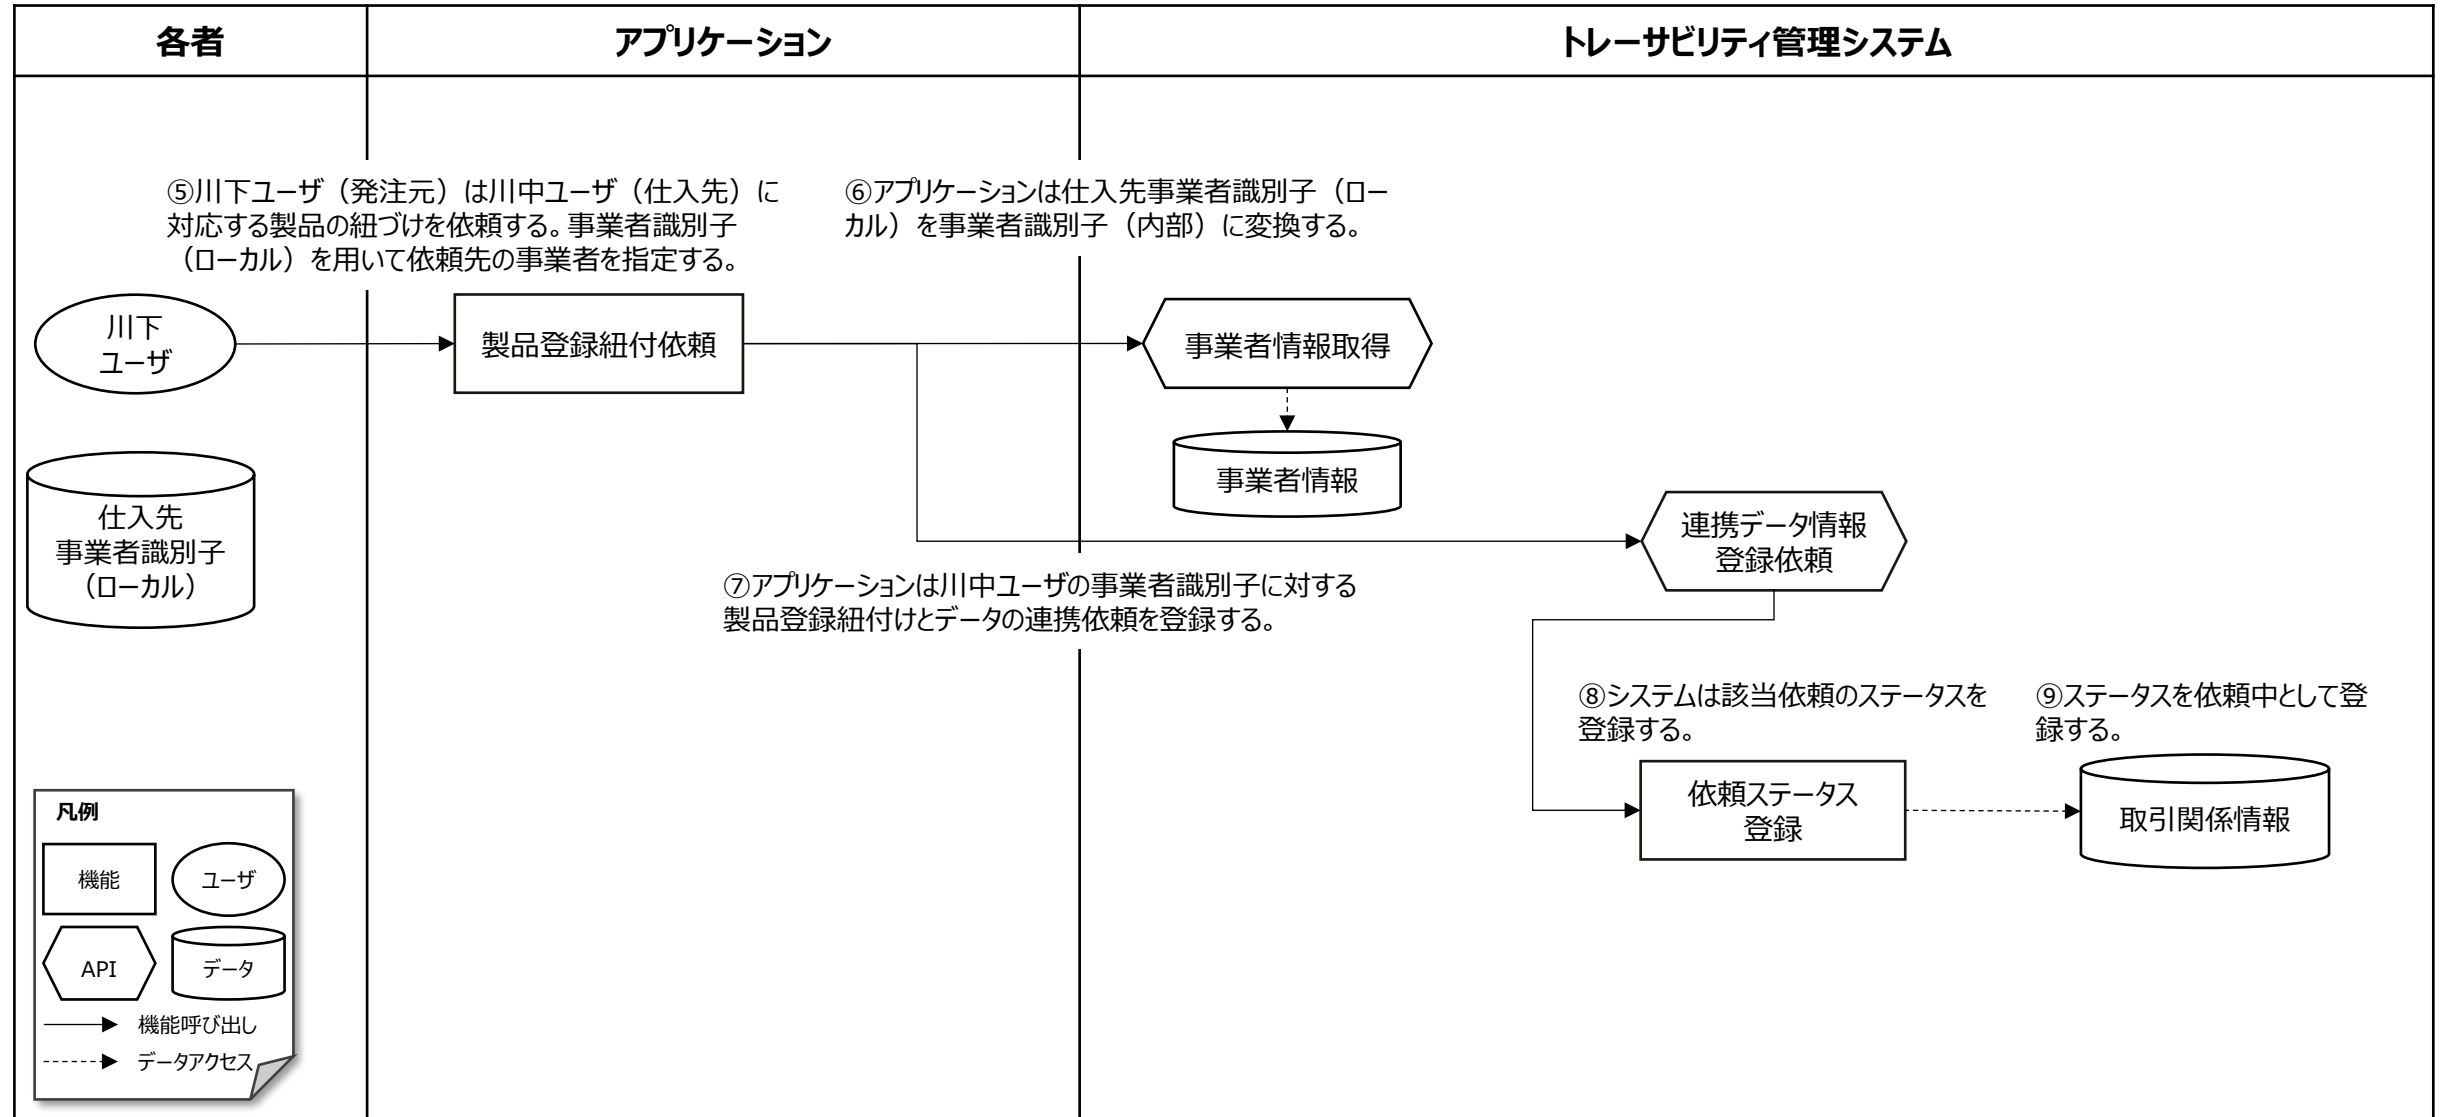 各者
アプリケーション
トレーサビリティ管理システム
⑤川下ユーザ（発注元）は川中ユーザ（仕入先）に
対応する製品の紐づけを依頼する。事業者識別子
（ローカル）を用いて依頼先の事業者を指定する。
⑥アプリケーションは仕入先事業者識別子（ロー
カル）を事業者識別子（内部）に変換する。
川下
ユーザ
製品登録紐付依頼
事業者情報取得
事業者情報
仕入先
事業者識別子
（ローカル）
連携データ情報
登録依頼
⑦アプリケーションは川中ユーザの事業者識別子に対する
製品登録紐付けとデータの連携依頼を登録する。
⑧システムは該当依頼のステータスを
登録する。
⑨ステータスを依頼中として登
録する。
依頼ステータス
登録
取引関係情報
凡例
機能
ユーザ
API
データ
機能呼び出し
データアクセス